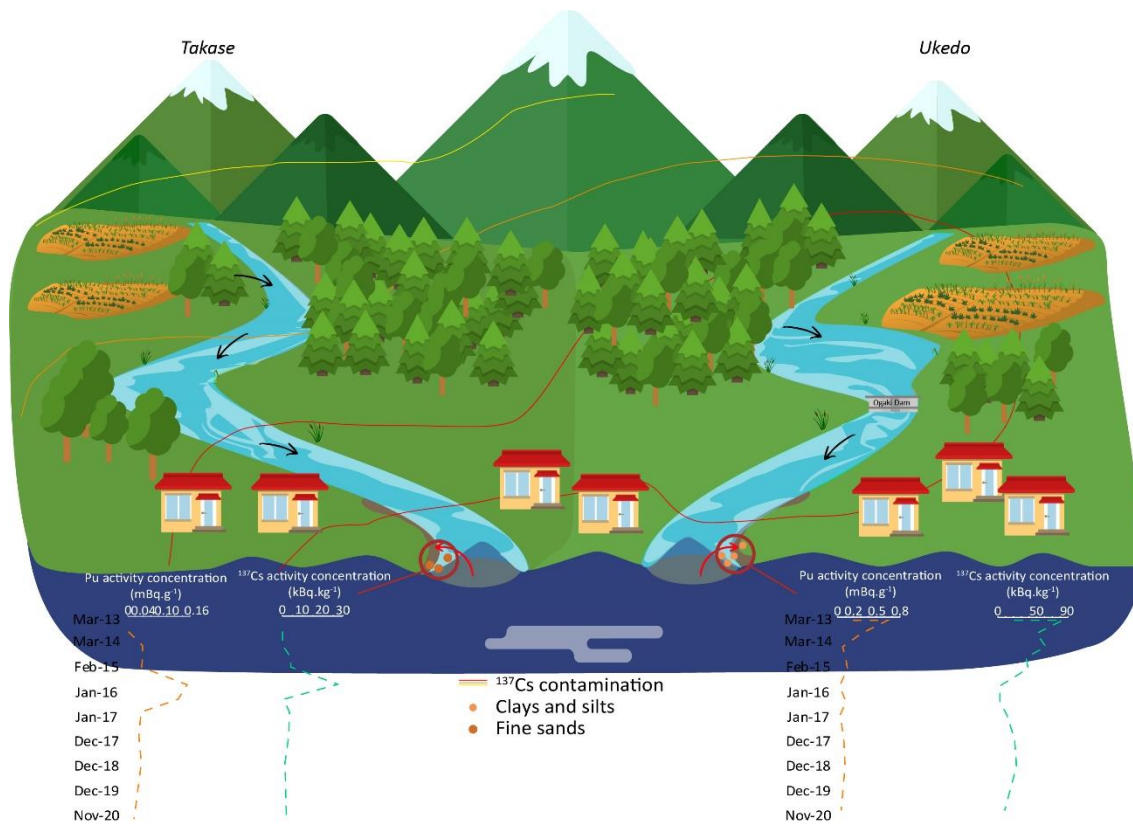 Takase
Ukedo
Ogaki Dam
Pu activity concentration
(mBq.g⁻¹)
00.040.10 0.16
¹³⁷Cs activity concentration
(kBq.kg⁻¹)
0 10 20 30
Mar-13
Mar-14
Feb-15
Jan-16
Jan-17
Dec-17
Dec-18
Dec-19
Nov-20
¹³⁷Cs contamination
Clays and silts
Fine sands
Pu activity concentration
(mBq.g⁻¹)
0 0.2 0.5 0.8
¹³⁷Cs activity concentration
(kBq.kg⁻¹)
0 50 90
Mar-13
Mar-14
Feb-15
Jan-16
Jan-17
Dec-17
Dec-18
Dec-19
Nov-20